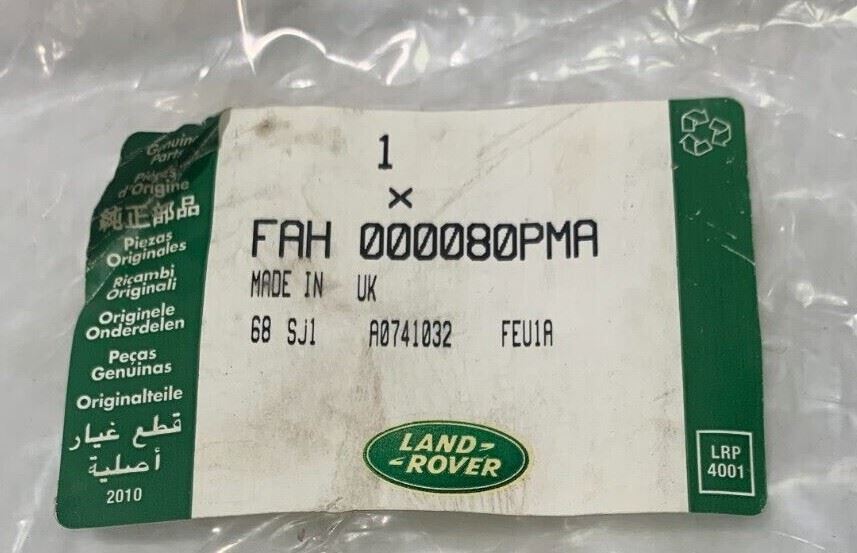 Genuine
Parts
Pièces
d'Origine
純正部品
Piezas
Originales
Ricambi
Originali
Originele
Onderdelen
Peças
Genuinas
Originalteile
قطع غيار
أصلية
2010
1
x
FAH 000080PMA
MADE IN UK
68 SJ1 A0741032 FEU1A
LAND-
-ROVER
LRP
4001